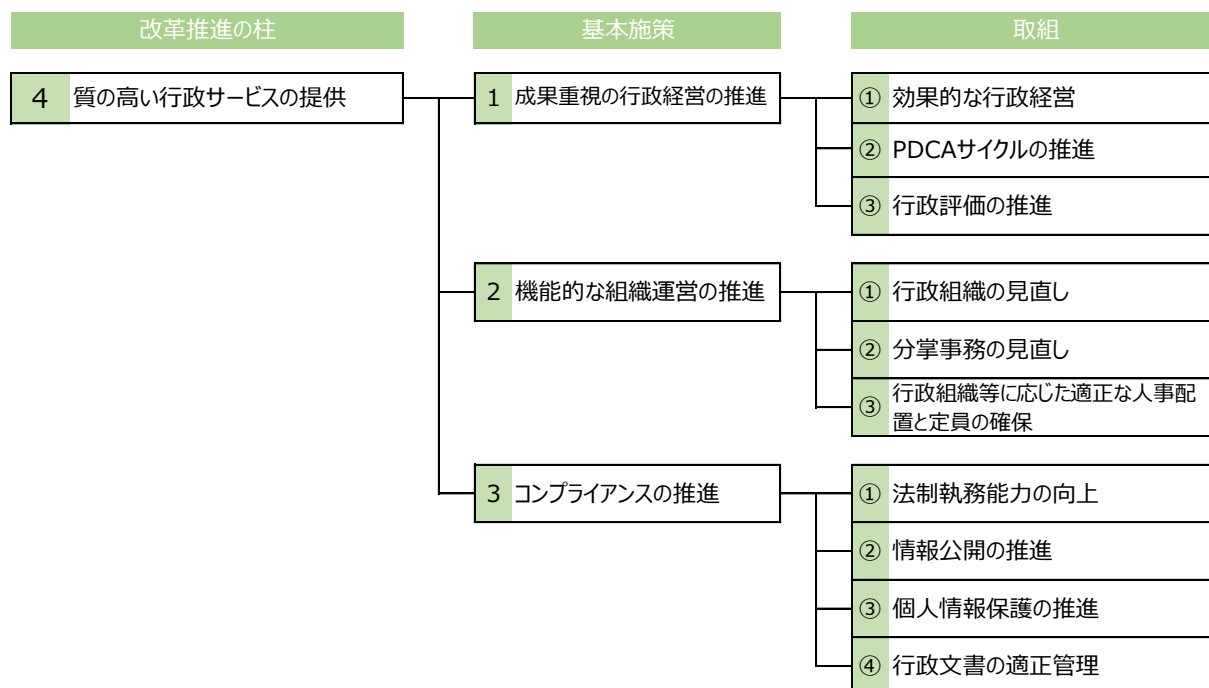 改革推進の柱
基本施策
取組
4 質の高い行政サービスの提供
1 成果重視の行政経営の推進
① 効果的な行政経営
② PDCAサイクルの推進
③ 行政評価の推進
2 機能的な組織運営の推進
① 行政組織の見直し
② 分掌事務の見直し
③ 行政組織等に応じた適正な人事配
置と定員の確保
3 コンプライアンスの推進
① 法制執務能力の向上
② 情報公開の推進
③ 個人情報保護の推進
④ 行政文書の適正管理